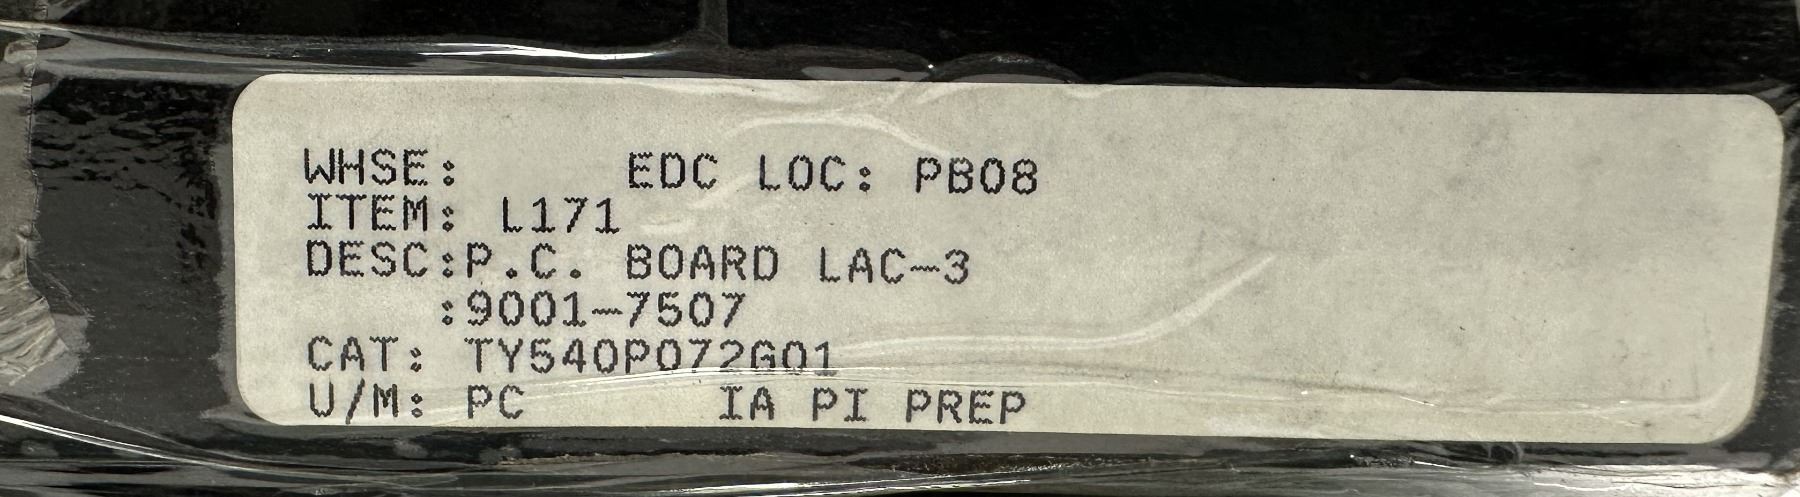 WHSE: EDC LOC: PB08
ITEM: L171
DESC:P.C. BOARD LAC-3
:9001-7507
CAT: TY540P072G01
U/M: PC IA PI PREP